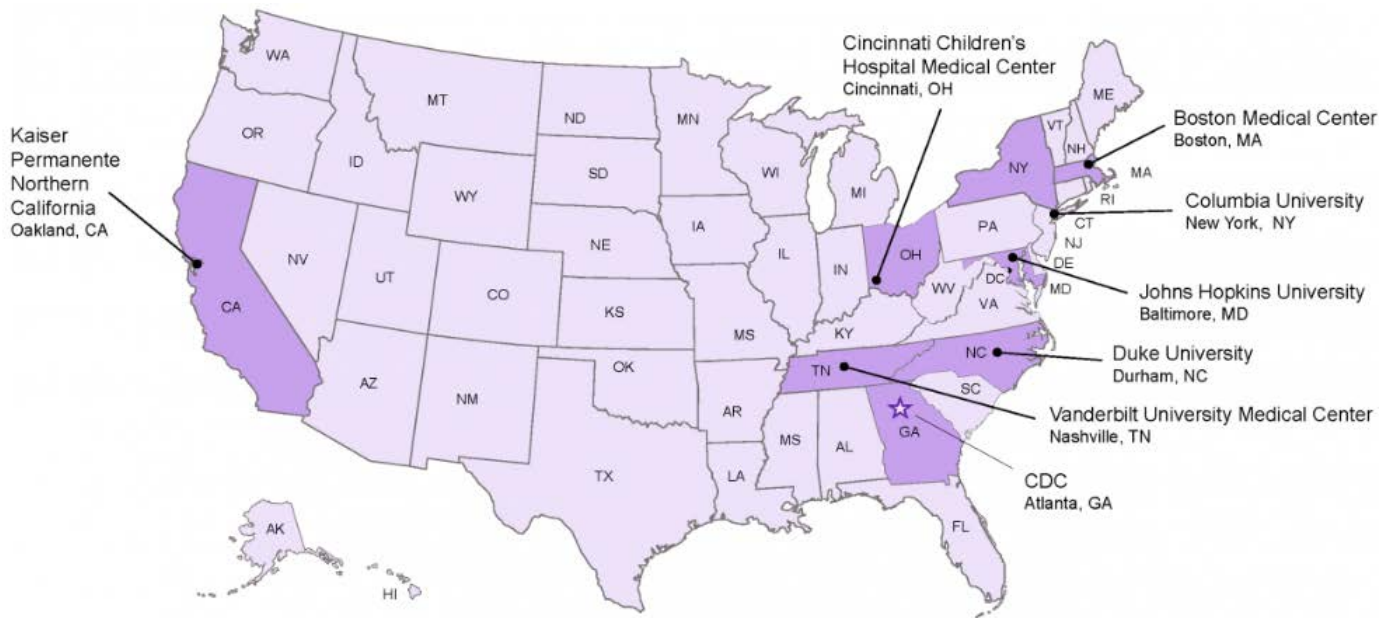 Cincinnati Children's
Hospital Medical Center
Cincinnati, OH
Kaiser
Permanente
Northern
California
Oakland, CA
Boston Medical Center
Boston, MA
Columbia University
New York, NY
Johns Hopkins University
Baltimore, MD
Duke University
Durham, NC
Vanderbilt University Medical Center
Nashville, TN
CDC
Atlanta, GA
WA
OR
ID
MT
ND
MN
SD
WY
WI
MI
IA
NE
NV
UT
CO
KS
CA
IL
IN
OH
PA
NY
VT
NH
ME
MA
RI
CT
NJ
DE
MD
DC
WV
VA
KY
MS
TN
NC
SC
OK
AR
AZ
NM
TX
LA
MS
AL
GA
FL
AK
HI